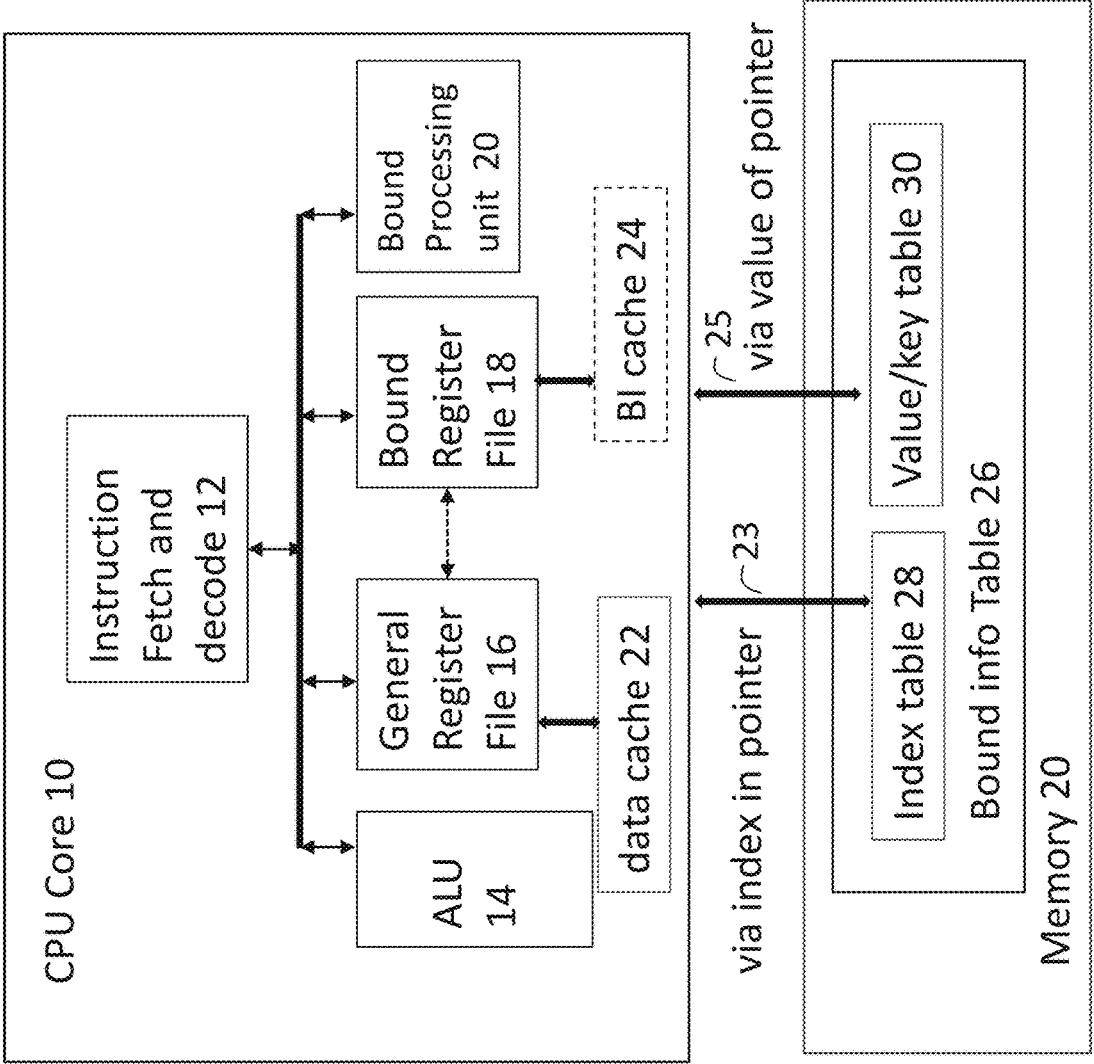 CPU Core 10
Instruction
Fetch and
decode 12
ALU
14
General
Register
File 16
Bound
Register
File 18
Bound
Processing
unit 20
data cache 22
BI cache 24
via index in pointer
23
25
via value of pointer
Index table 28
Value/key table 30
Bound info Table 26
Memory 20